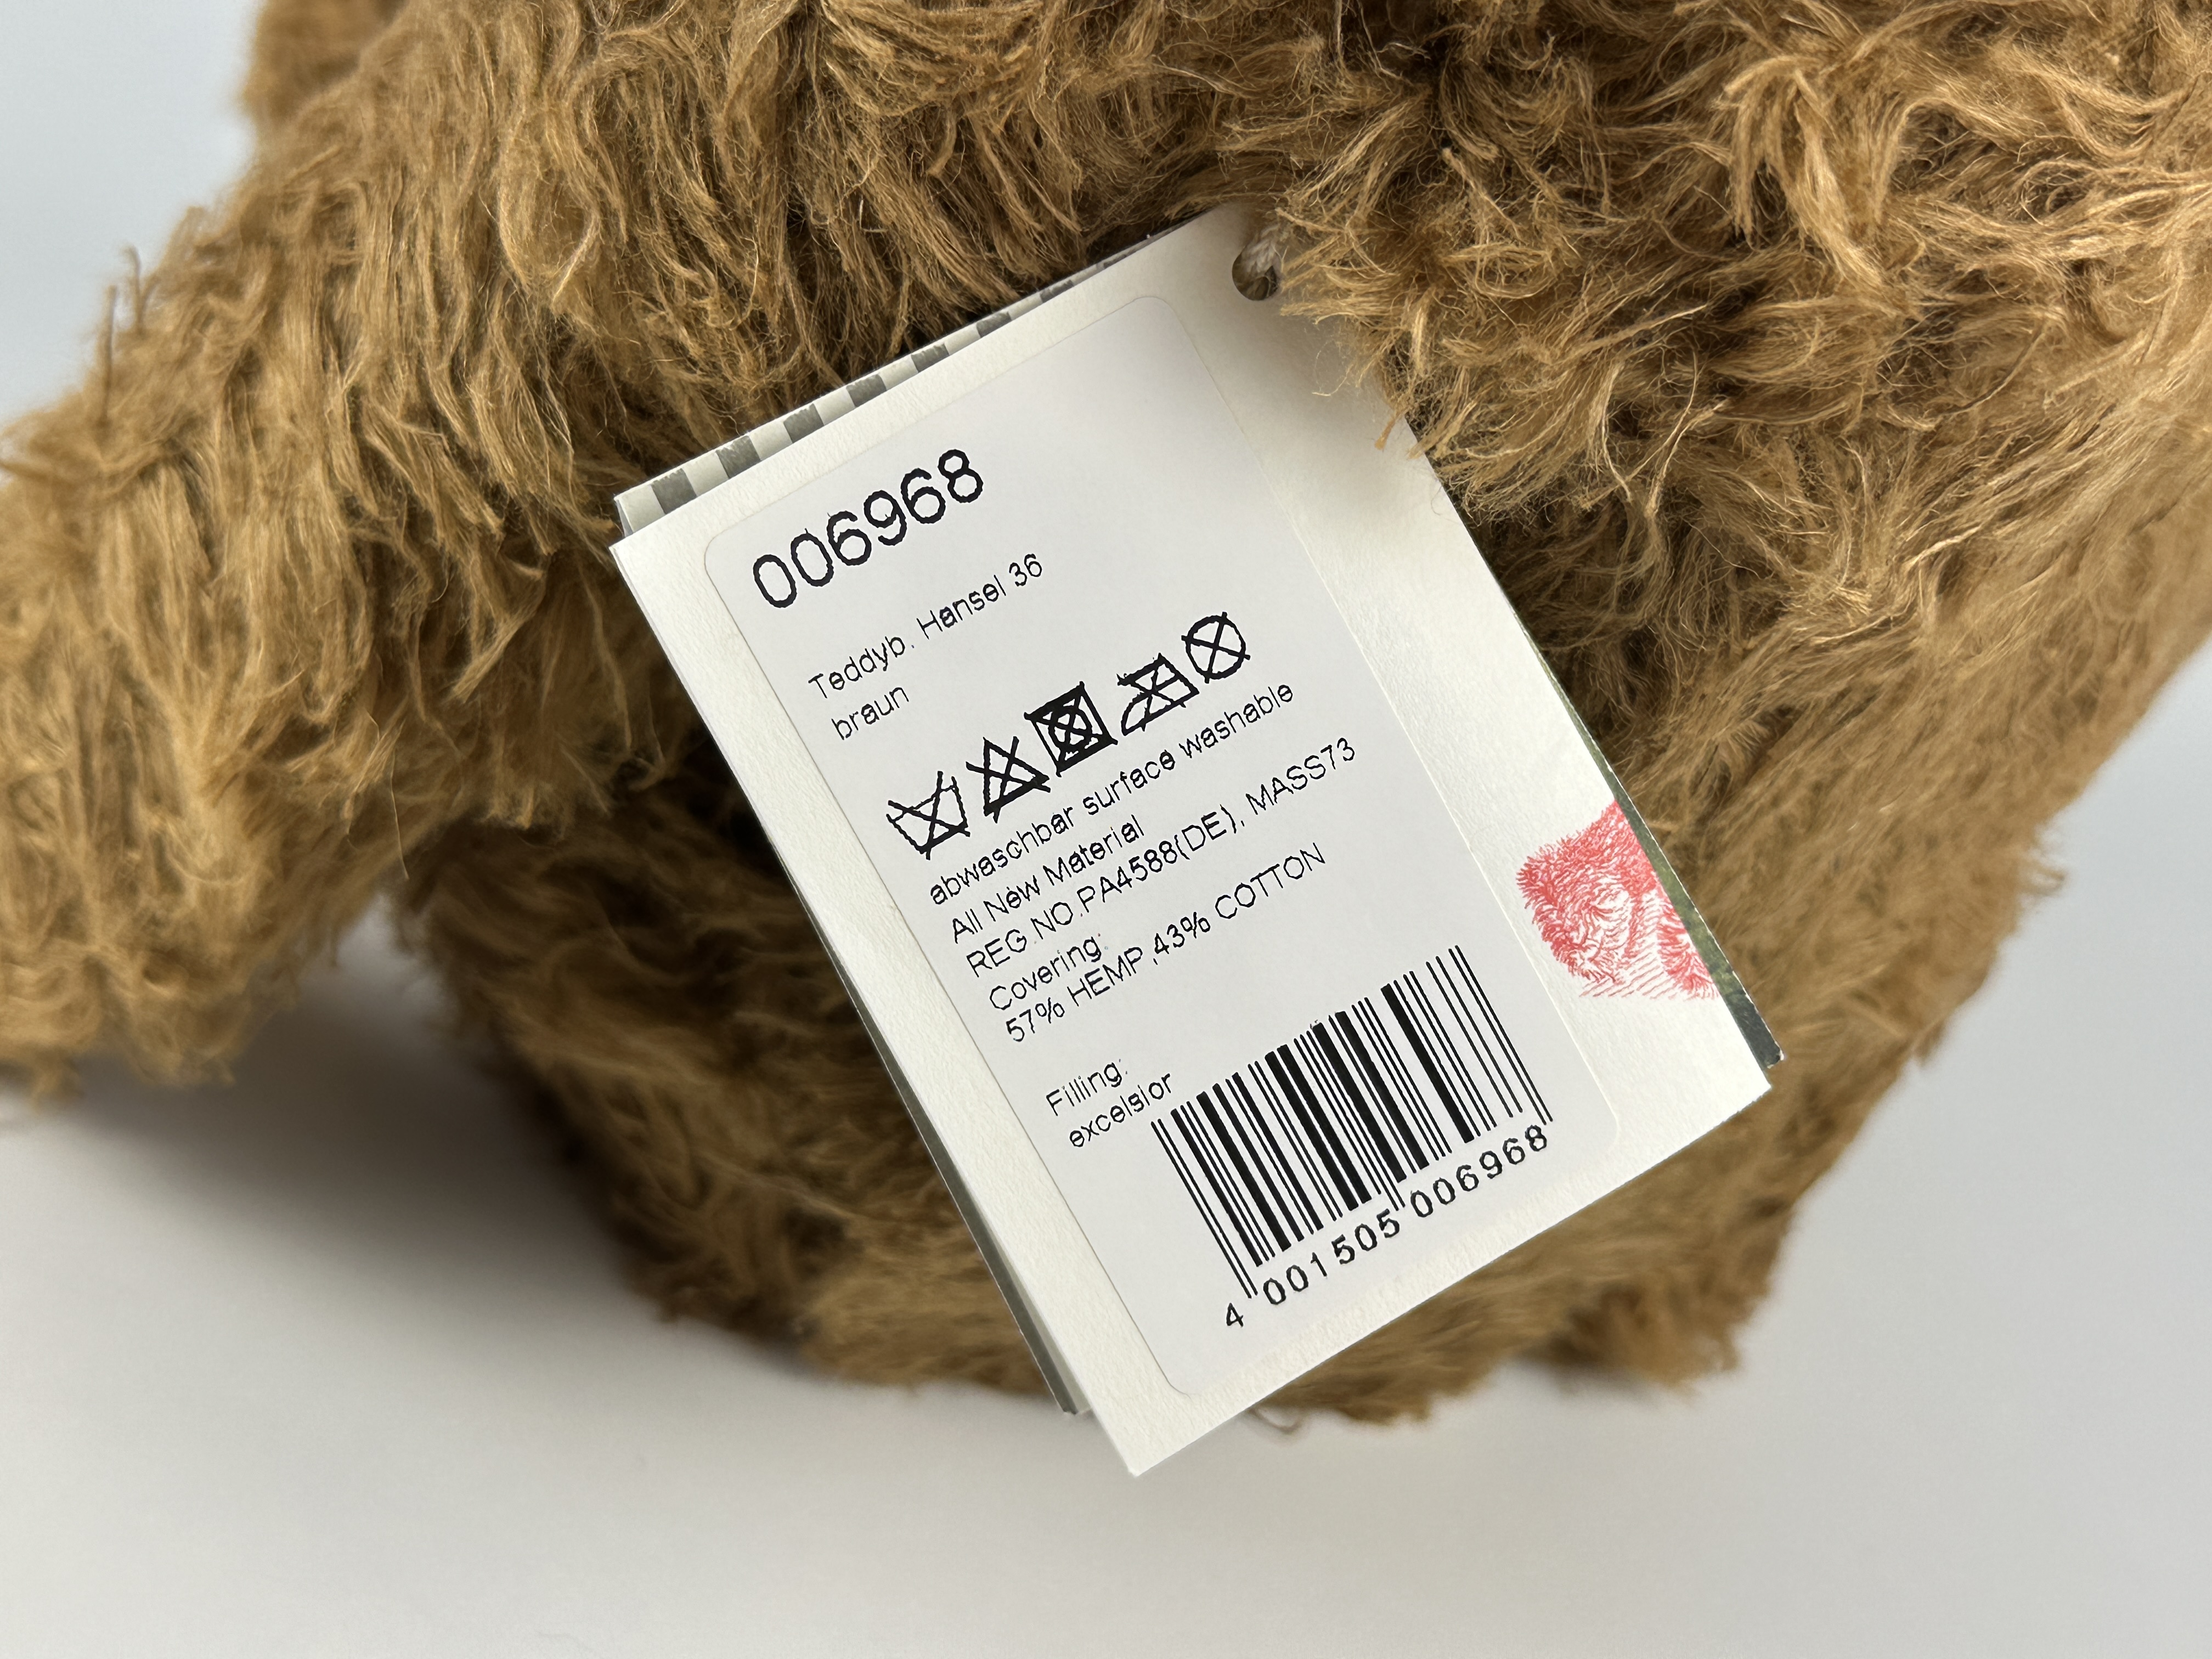 006968
Teddyb. Hansel 36
braun
abwaschbar surface washable
All New Material
REG.NO.PA4588(DE), MASS73
Covering:
57% HEMP,43% COTTON
Filling:
excelsior
4 001505 006968